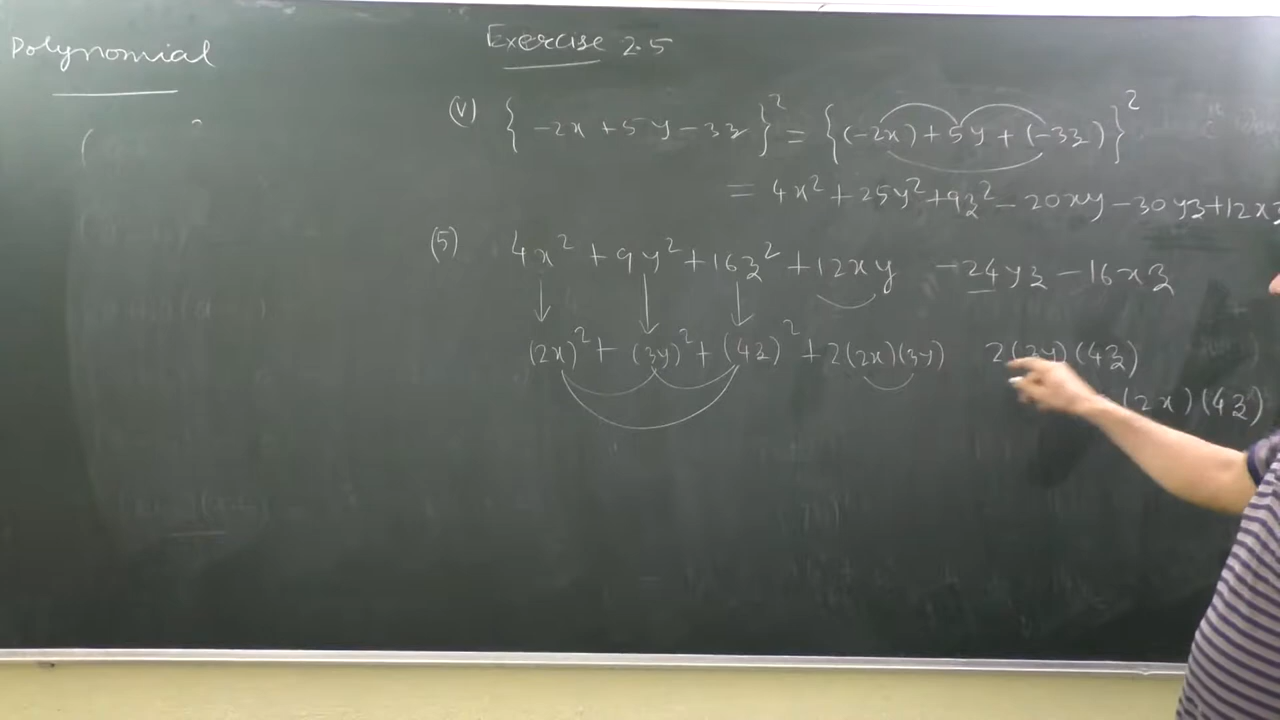 Polynomial
Exercise 2.5
(v) { -2x + 5y - 3z }² = { (-2x) + 5y + (-3z) }²
= 4x² + 25y² + 9z² - 20xy - 30yz + 12xz
(5) 4x² + 9y² + 16z² + 12xy - 24yz - 16xz
(2x)² + (3y)² + (4z)² + 2(2x)(3y) 2(3y)(4z)
(2x)(4z)